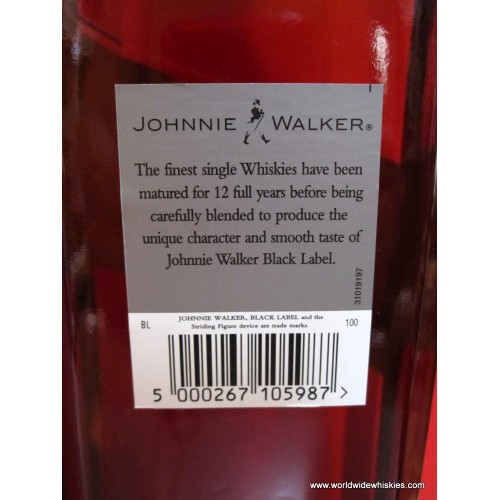 JOHNNIE WALKER®
The finest single Whiskies have been
matured for 12 full years before being
carefully blended to produce the
unique character and smooth taste of
Johnnie Walker Black Label.
31019197
JOHNNIE WALKER, BLACK LABEL and the
BL Striding Figure device are trade marks. 100
5 000267 105987 >
www.worldwidewhiskies.com